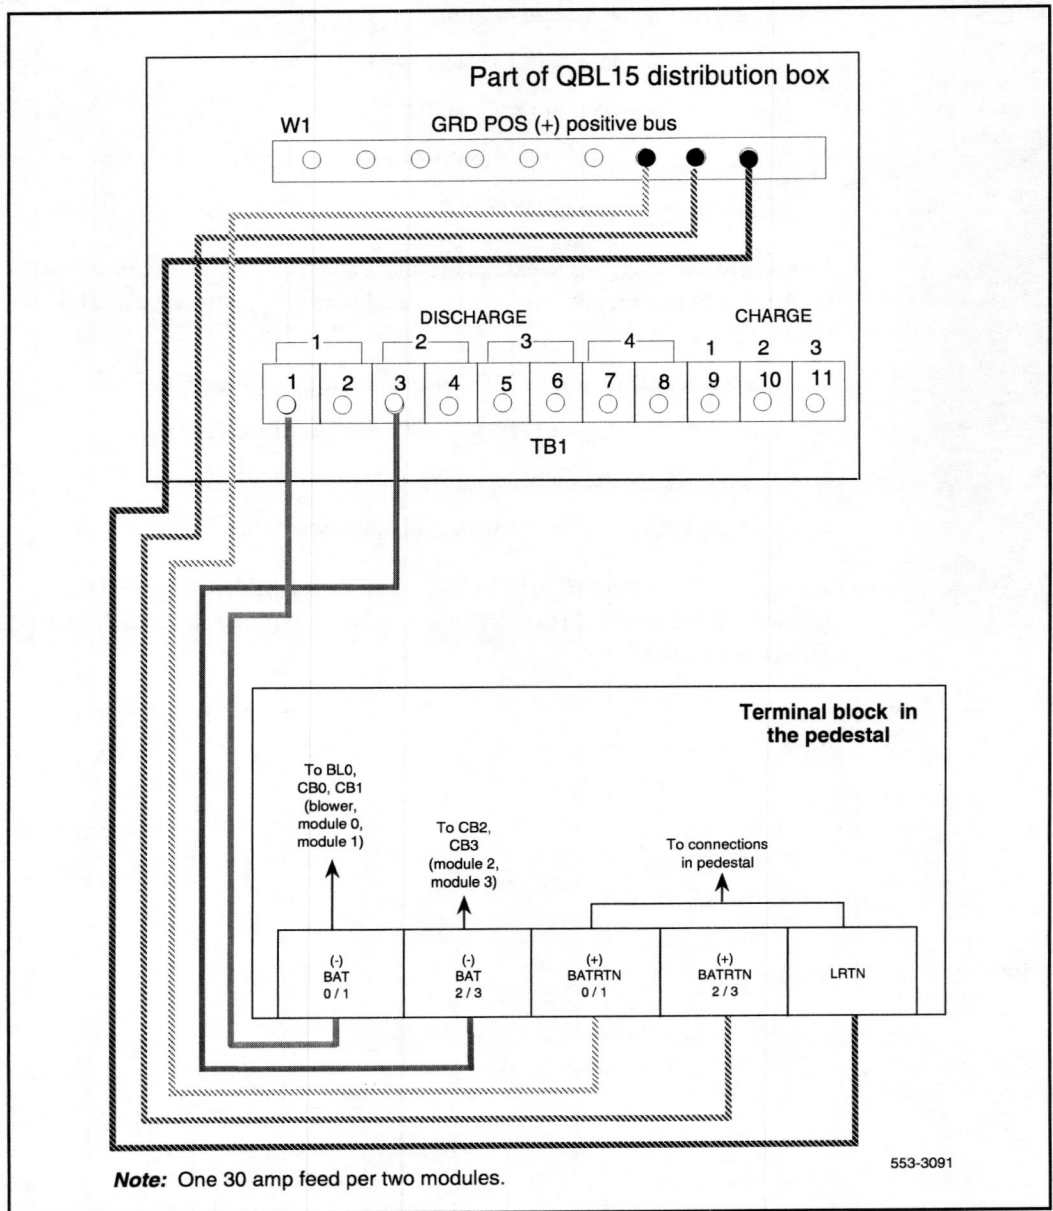 Part of QBL15 distribution box
W1
GRD POS (+) positive bus
DISCHARGE
CHARGE
1 2 3 4 1 2 3
1 2 3 4 5 6 7 8 9 10 11
TB1
Terminal block in
the pedestal
To BL0,
CB0, CB1
(blower,
module 0,
module 1)
To CB2,
CB3
(module 2,
module 3)
To connections
in pedestal
(-)
BAT
0 / 1
(-)
BAT
2 / 3
(+)
BATRTN
0 / 1
(+)
BATRTN
2 / 3
LRTN
553-3091
Note: One 30 amp feed per two modules.